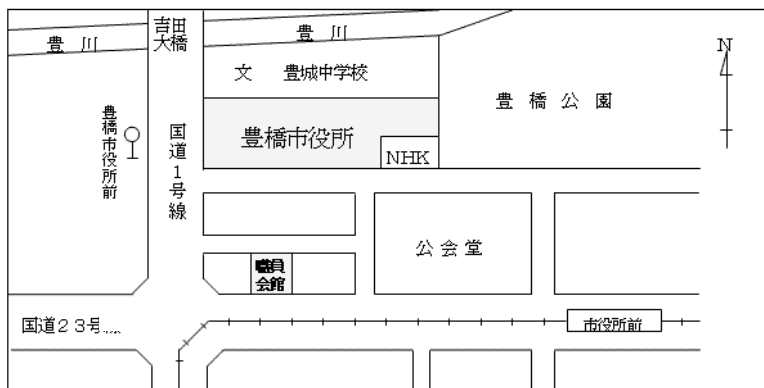 吉田
大橋
豊 川
豊 川
N
文 豊城中学校
豊 橋 公 園
豊橋市役所前
国道1号線
豊橋市役所
NHK
公 会 堂
職員
会館
国道23号線
市役所前